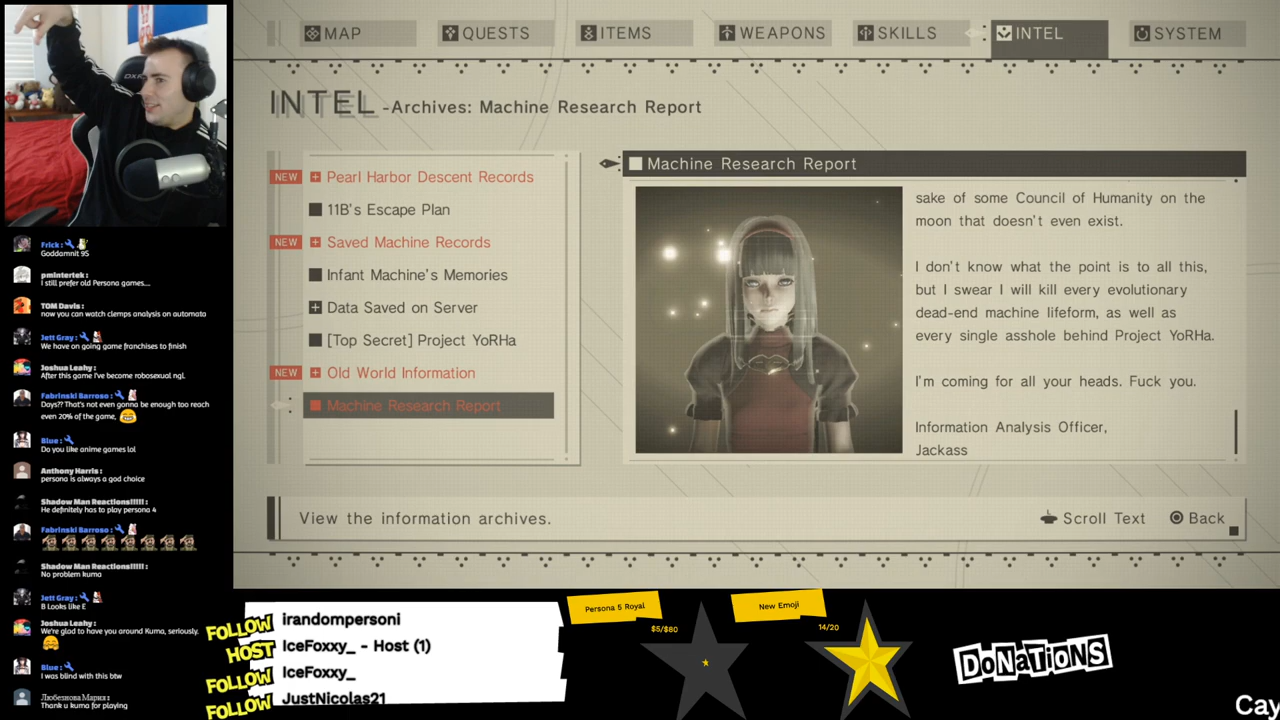 MAP
QUESTS
ITEMS
WEAPONS
SKILLS
INTEL
SYSTEM
INTEL -Archives: Machine Research Report
NEW Pearl Harbor Descent Records
11B's Escape Plan
NEW Saved Machine Records
Infant Machine's Memories
Data Saved on Server
[Top Secret] Project YoRHa
NEW Old World Information
Machine Research Report
Machine Research Report
sake of some Council of Humanity on the
moon that doesn't even exist.
I don't know what the point is to all this,
but I swear I will kill every evolutionary
dead-end machine lifeform, as well as
every single asshole behind Project YoRHa.
I'm coming for all your heads. Fuck you.
Information Analysis Officer,
Jackass
View the information archives.
Scroll Text
Back
Frick :
Goddamnit 9S
pmintertek :
I still prefer old Persona games....
TOM Davis :
now you can watch clemps analysis on automata
Jett Gray :
We have on going game franchises to finish
Joshua Leahy :
After this game I've become robosexual ngl.
Fabrinski Barroso :
Days?? That's not even gonna be enough too reach
even 20% of the game,
Blue :
Do you like anime games lol
Anthony Harris :
persona is always a god choice
Shadow Man Reactions!!!!! :
He definitely has to play persona 4
Fabrinski Barroso :
Shadow Man Reactions!!!!! :
No problem kuma
Jett Gray :
8 Looks like E
Joshua Leahy :
We're glad to have you around Kuma, seriously.
Blue :
I was blind with this btw
Любезнова Мария :
Thank u kuma for playing
FOLLOW irandompersoni
HOST IceFoxxy_ - Host (1)
FOLLOW IceFoxxy_
FOLLOW JustNicolas21
Persona 5 Royal
$5/$80
New Emoji
14/20
DONATIONS
Cay